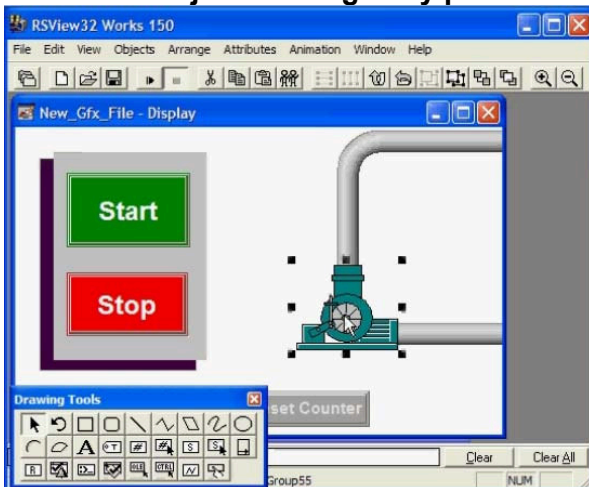 RSView32 Works 150
File Edit View Objects Arrange Attributes Animation Window Help
New_Gfx_File - Display
Start
Stop
Drawing Tools
set Counter
Clear
Clear All
Group55
NUM